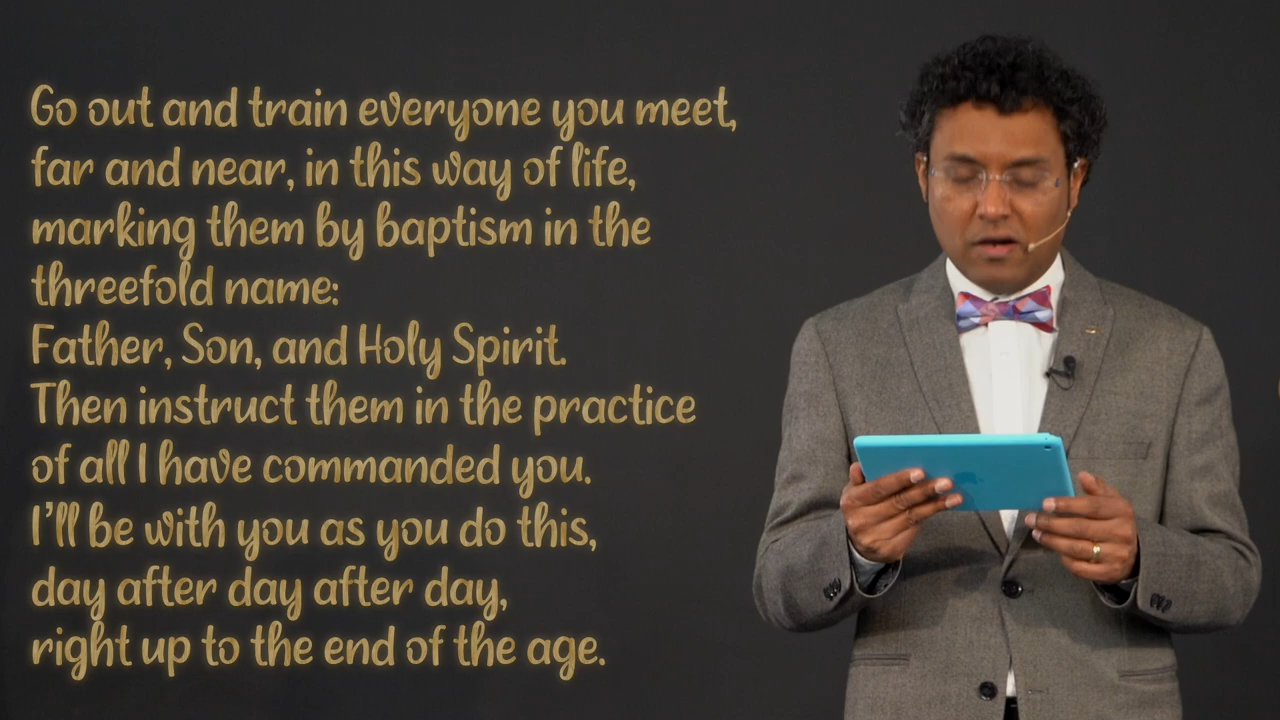 Go out and train everyone you meet,
far and near, in this way of life,
marking them by baptism in the
threefold name:
Father, Son, and Holy Spirit.
Then instruct them in the practice
of all I have commanded you.
I’ll be with you as you do this,
day after day after day,
right up to the end of the age.